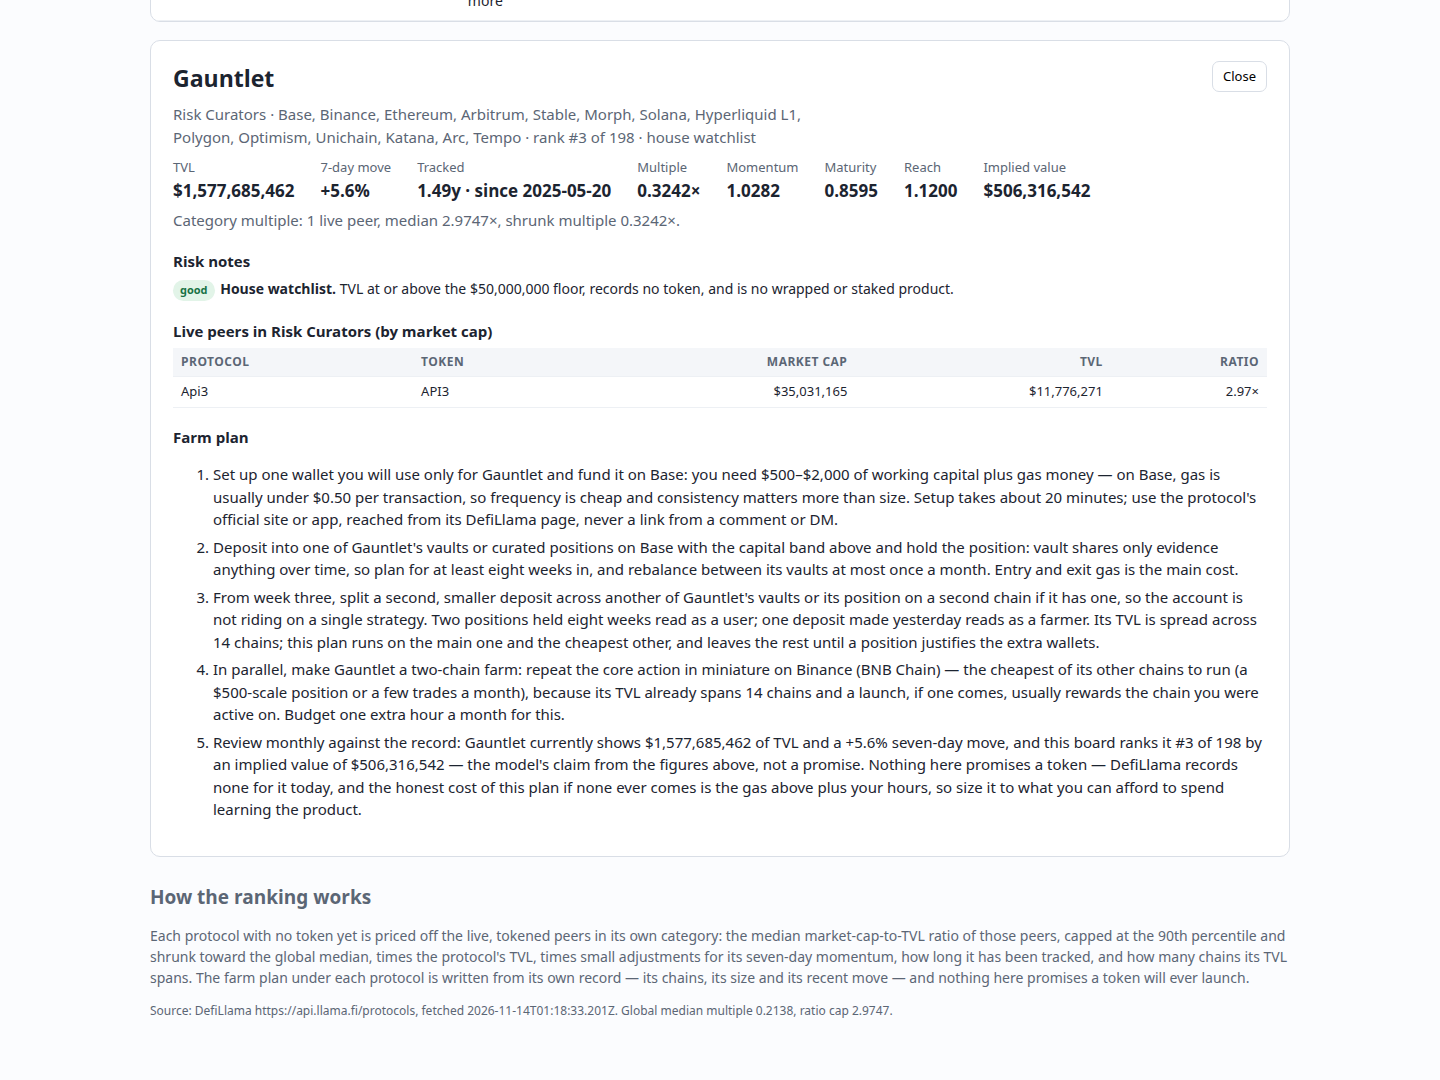 more
Gauntlet
Close
Risk Curators · Base, Binance, Ethereum, Arbitrum, Stable, Morph, Solana, Hyperliquid L1,
Polygon, Optimism, Unichain, Katana, Arc, Tempo · rank #3 of 198 · house watchlist
TVL 7-day move Tracked Multiple Momentum Maturity Reach Implied value
$1,577,685,462 +5.6% 1.49y · since 2025-05-20 0.3242× 1.0282 0.8595 1.1200 $506,316,542
Category multiple: 1 live peer, median 2.9747×, shrunk multiple 0.3242×.
Risk notes
good House watchlist. TVL at or above the $50,000,000 floor, records no token, and is no wrapped or staked product.
Live peers in Risk Curators (by market cap)
PROTOCOL TOKEN MARKET CAP TVL RATIO
Api3 API3 $35,031,165 $11,776,271 2.97×
Farm plan
1. Set up one wallet you will use only for Gauntlet and fund it on Base: you need $500–$2,000 of working capital plus gas money — on Base, gas is
usually under $0.50 per transaction, so frequency is cheap and consistency matters more than size. Setup takes about 20 minutes; use the protocol's
official site or app, reached from its DefiLlama page, never a link from a comment or DM.
2. Deposit into one of Gauntlet's vaults or curated positions on Base with the capital band above and hold the position: vault shares only evidence
anything over time, so plan for at least eight weeks in, and rebalance between its vaults at most once a month. Entry and exit gas is the main cost.
3. From week three, split a second, smaller deposit across another of Gauntlet's vaults or its position on a second chain if it has one, so the account is
not riding on a single strategy. Two positions held eight weeks read as a user; one deposit made yesterday reads as a farmer. Its TVL is spread across
14 chains; this plan runs on the main one and the cheapest other, and leaves the rest until a position justifies the extra wallets.
4. In parallel, make Gauntlet a two-chain farm: repeat the core action in miniature on Binance (BNB Chain) — the cheapest of its other chains to run (a
$500-scale position or a few trades a month), because its TVL already spans 14 chains and a launch, if one comes, usually rewards the chain you were
active on. Budget one extra hour a month for this.
5. Review monthly against the record: Gauntlet currently shows $1,577,685,462 of TVL and a +5.6% seven-day move, and this board ranks it #3 of 198 by
an implied value of $506,316,542 — the model's claim from the figures above, not a promise. Nothing here promises a token — DefiLlama records
none for it today, and the honest cost of this plan if none ever comes is the gas above plus your hours, so size it to what you can afford to spend
learning the product.
How the ranking works
Each protocol with no token yet is priced off the live, tokened peers in its own category: the median market-cap-to-TVL ratio of those peers, capped at the 90th percentile and
shrunk toward the global median, times the protocol's TVL, times small adjustments for its seven-day momentum, how long it has been tracked, and how many chains its TVL
spans. The farm plan under each protocol is written from its own record — its chains, its size and its recent move — and nothing here promises a token will ever launch.
Source: DefiLlama https://api.llama.fi/protocols, fetched 2026-11-14T01:18:33.201Z. Global median multiple 0.2138, ratio cap 2.9747.